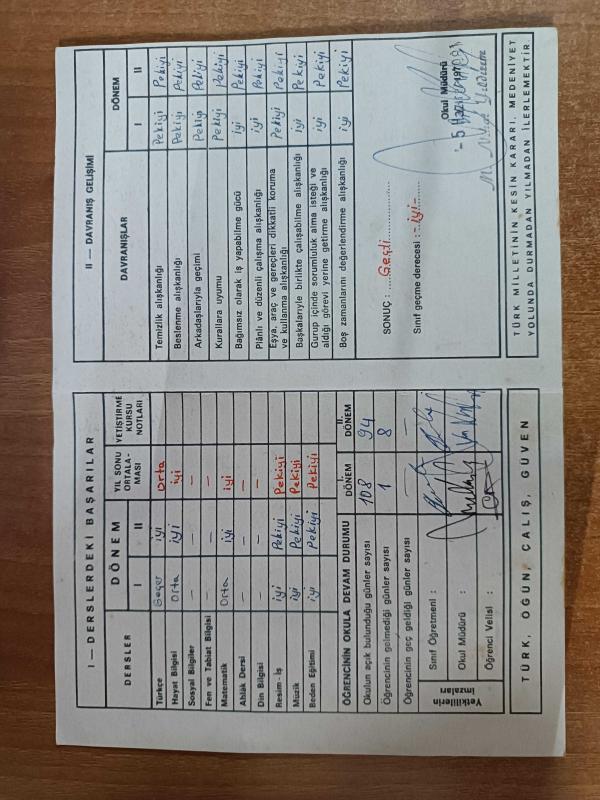 I — DERSLERDEKİ BAŞARILAR
DERSLER DÖNEM YIL SONU ORTALA- MASI YETİŞTİRME KURSU NOTLARI
I II
Türkçe Geçer iyi Orta
Hayat Bilgisi Orta iyi iyi
Sosyal Bilgiler — — —
Fen ve Tabiat Bilgisi — — —
Matematik Orta iyi iyi
Ahlâk Dersi — — —
Din Bilgisi — — —
Resim - İş iyi Pekiyi Pekiyi
Müzik iyi Pekiyi Pekiyi
Beden Eğitimi iyi Pekiyi Pekiyi
ÖĞRENCİNİN OKULA DEVAM DURUMU I. DÖNEM II. DÖNEM
Okulun açık bulunduğu günler sayısı 108 94
Öğrencinin gelmediği günler sayısı 1 8
Öğrencinin geç geldiği günler sayısı — —
Yetkililerin imzaları
Sınıf Öğretmeni :
Okul Müdürü :
Öğrenci Velisi :
TÜRK, ÖĞÜN, ÇALIŞ, GÜVEN
II — DAVRANIŞ GELİŞİMİ
DAVRANIŞLAR DÖNEM
I II
Temizlik alışkanlığı Pekiyi Pekiyi
Beslenme alışkanlığı Pekiyi Pekiyi
Arkadaşlarıyla geçimi Pekiyi Pekiyi
Kurallara uyumu Pekiyi Pekiyi
Bağımsız olarak iş yapabilme gücü iyi Pekiyi
Plânlı ve düzenli çalışma alışkanlığı iyi Pekiyi
Eşya, araç ve gereçleri dikkatli koruma
ve kullanma alışkanlığı Pekiyi Pekiyi
Başkalarıyle birlikte çalışabilme alışkanlığı iyi Pekiyi
Gurup içinde sorumluluk alma isteği ve
aldığı görevi yerine getirme alışkanlığı iyi Pekiyi
Boş zamanlarını değerlendirme alışkanlığı iyi Pekiyi
SONUÇ : Geçti
Sınıf geçme derecesi : - iyi -
Okul Müdürü
- 5 Haziran 197
TÜRK MİLLETİNİN KESİN KARARI, MEDENİYET
YOLUNDA DURMADAN YILMADAN İLERLEMEKTİR.